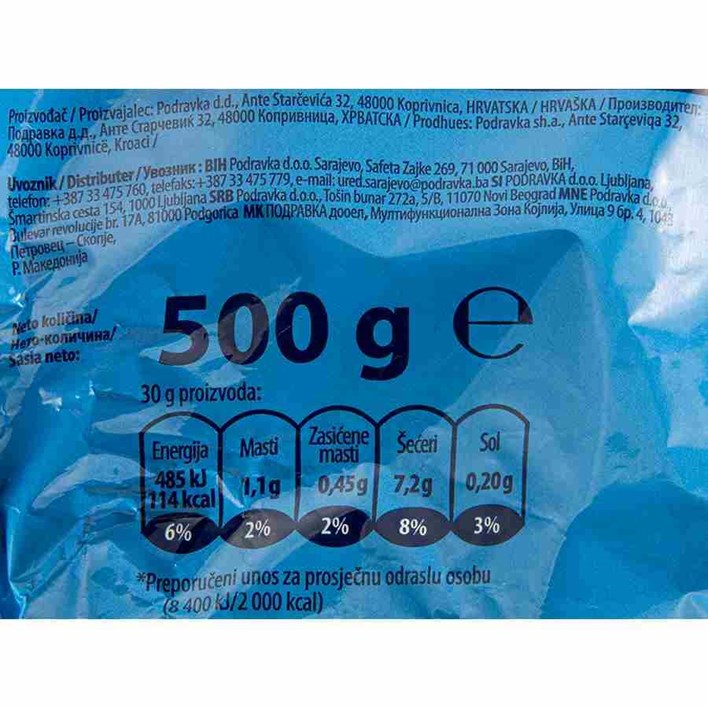 Proizvođač / Proizvajalec: Podravka d.d., Ante Starčevića 32, 48000 Koprivnica, HRVATSKA / HRVAŠKA / Производител:
Подравка д.д., Анте Старчевиќ 32, 48000 Копривница, ХРВАТСКА / Prodhues: Podravka sh.a., Ante Starçeviqa 32,
48000 Koprivnicë, Kroaci /
Uvoznik / Distributer / Увозник : BIH Podravka d.o.o. Sarajevo, Safeta Zajke 269, 71 000 Sarajevo, BiH,
telefon: +387 33 475 760, telefaks:+387 33 475 779, e-mail: ured.sarajevo@podravka.ba SI PODRAVKA d.o.o. Ljubljana,
Šmartinska cesta 154, 1000 Ljubljana SRB Podravka d.o.o., Tošin bunar 272a, S/B, 11070 Novi Beograd MNE Podravka d.o.o.
Bulevar revolucije br. 17A, 81000 Podgorica MK ПОДРАВКА дооел, Мултифункционална Зона Којлија, Улица 9 бр. 4, 1043
Петровец – Скопје,
Р. Македонија
Neto količina/
Нето-количина/
Sasia neto:
500 g ℮
30 g proizvoda:
Energija Masti Zasićene masti Šećeri Sol
485 kJ
114 kcal 1,1g 0,45g 7,2g 0,20g
6% 2% 2% 8% 3%
*Preporučeni unos za prosječnu odraslu osobu
(8 400 kJ/2 000 kcal)